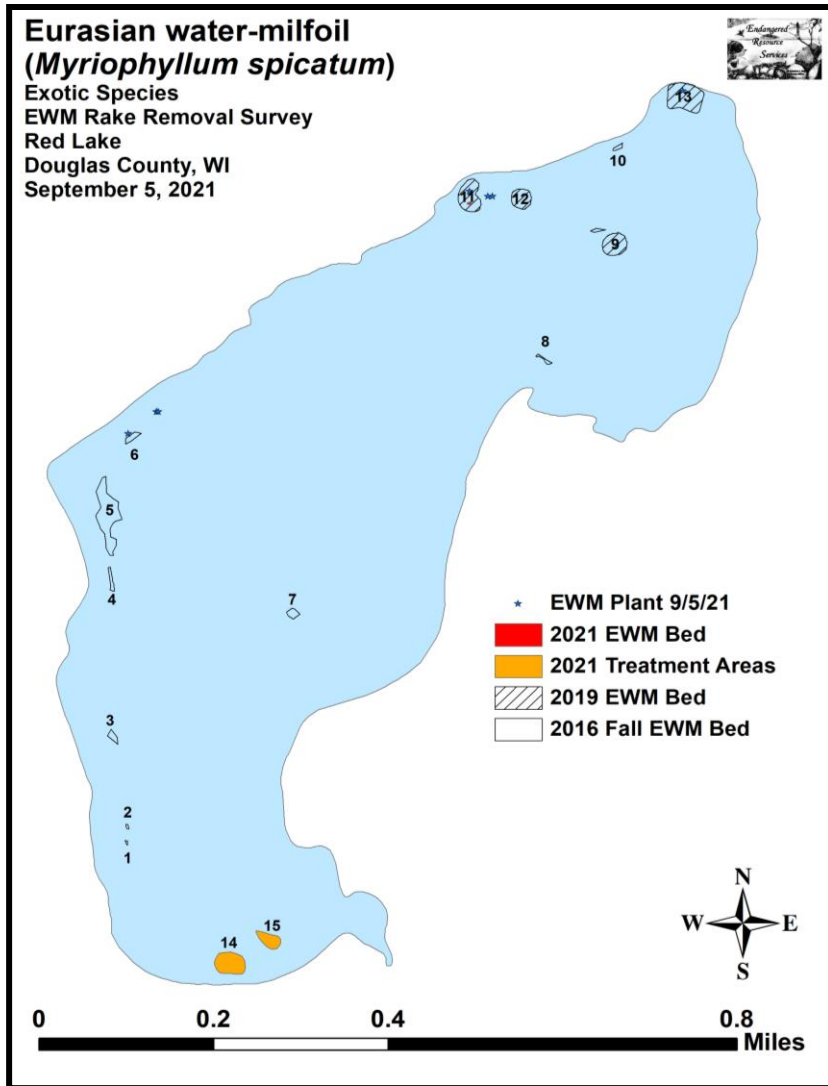 Eurasian water-milfoil
(Myriophyllum spicatum)
Exotic Species
EWM Rake Removal Survey
Red Lake
Douglas County, WI
September 5, 2021
Endangered
Resource
Services
13
10
11
12
9
8
6
5
4
7
3
2
1
15
14
EWM Plant 9/5/21
2021 EWM Bed
2021 Treatment Areas
2019 EWM Bed
2016 Fall EWM Bed
N
W E
S
0 0.2 0.4 0.8
Miles